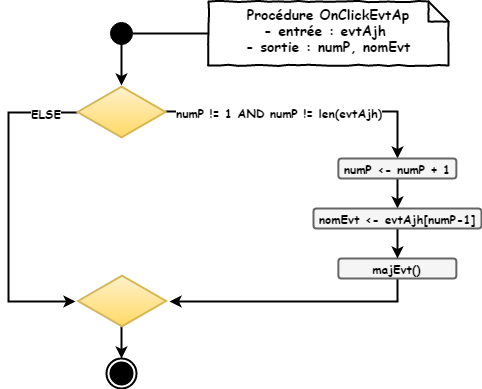 Procédure OnClickEvtAp
- entrée : evtAjh
- sortie : numP, nomEvt
ELSE
numP != 1 AND numP != len(evtAjh)
numP <- numP + 1
nomEvt <- evtAjh[numP-1]
majEvt()